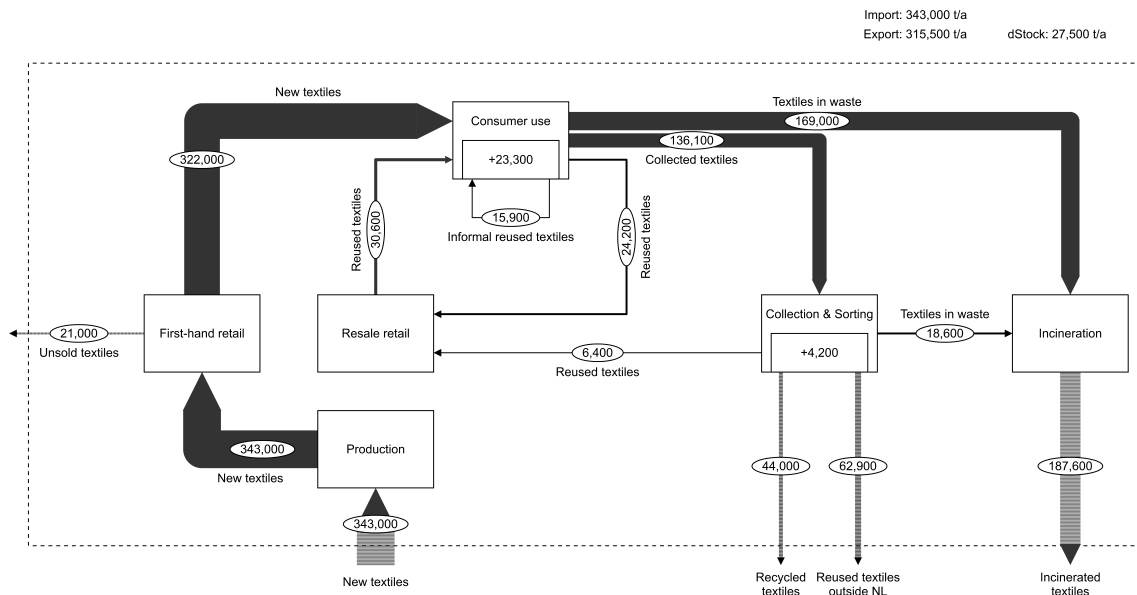 Import: 343,000 t/a
Export: 315,500 t/a
dStock: 27,500 t/a
New textiles
322,000
Consumer use
+23,300
Textiles in waste
169,000
136,100
Collected textiles
Reused textiles
30,600
15,900
Informal reused textiles
24,200
Reused textiles
21,000
Unsold textiles
First-hand retail
Resale retail
6,400
Reused textiles
Collection & Sorting
+4,200
Textiles in waste
18,600
Incineration
343,000
New textiles
Production
343,000
New textiles
44,000
62,900
187,600
Recycled
textiles
Reused textiles
outside NL
Incinerated
textiles